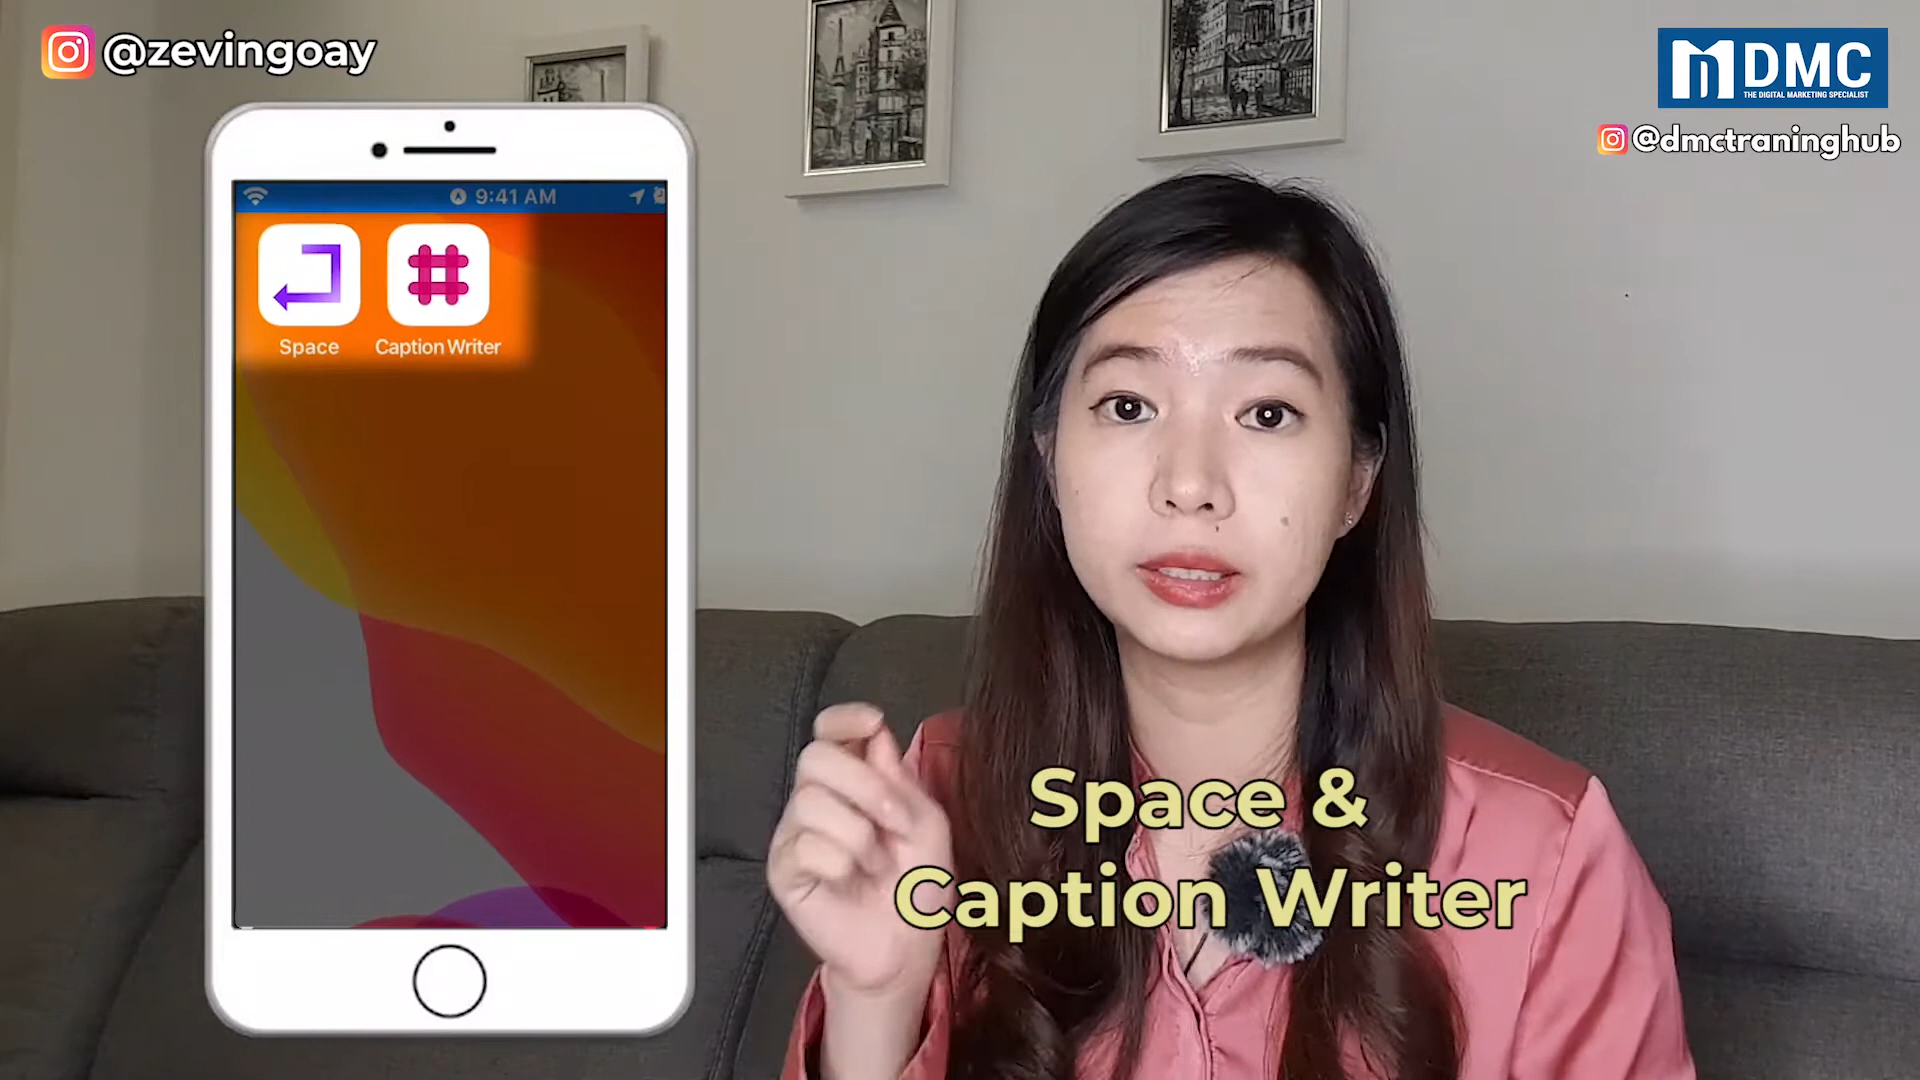 @zevingoay
DMC
THE DIGITAL MARKETING SPECIALIST
@dmctraninghub
9:41 AM
Space
Caption Writer
Space &
Caption Writer